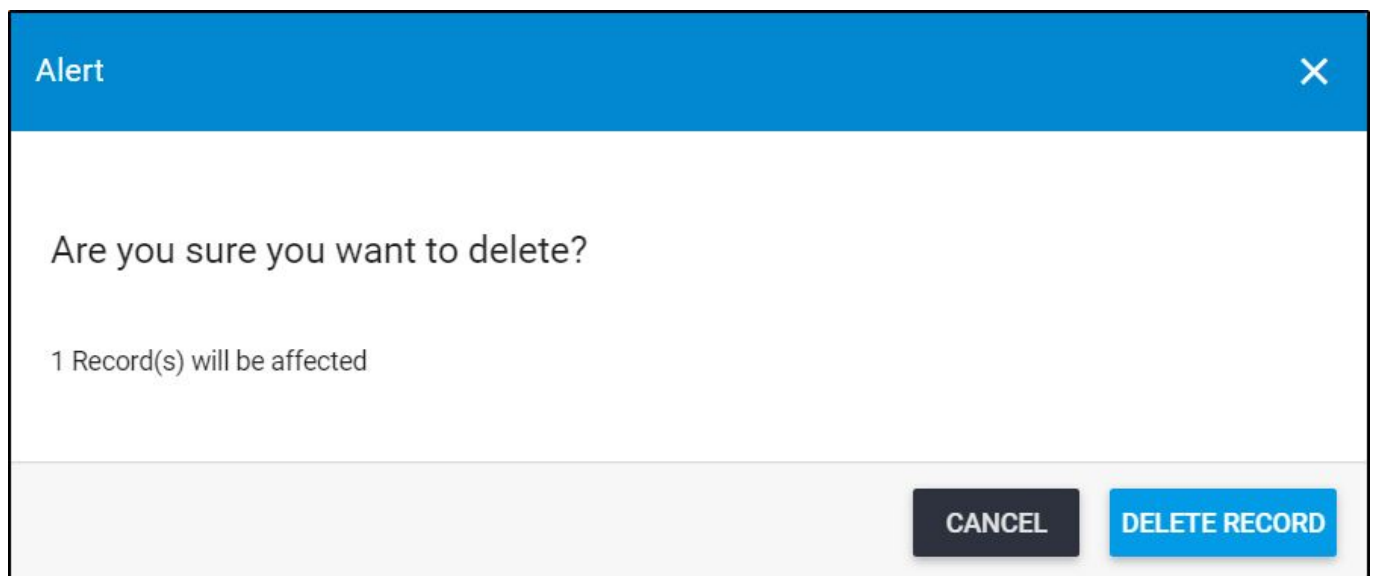 Alert
Are you sure you want to delete?
1 Record(s) will be affected
CANCEL DELETE RECORD